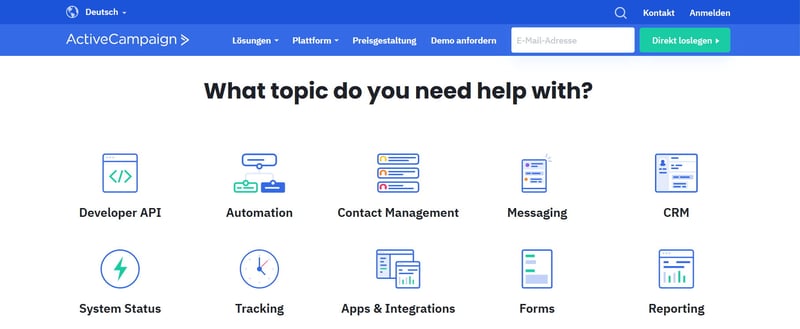 Deutsch
Kontakt
Anmelden
ActiveCampaign
Lösungen
Plattform
Preisgestaltung
Demo anfordern
E-Mail-Adresse
Direkt loslegen
What topic do you need help with?
Developer API
Automation
Contact Management
Messaging
CRM
System Status
Tracking
Apps & Integrations
Forms
Reporting